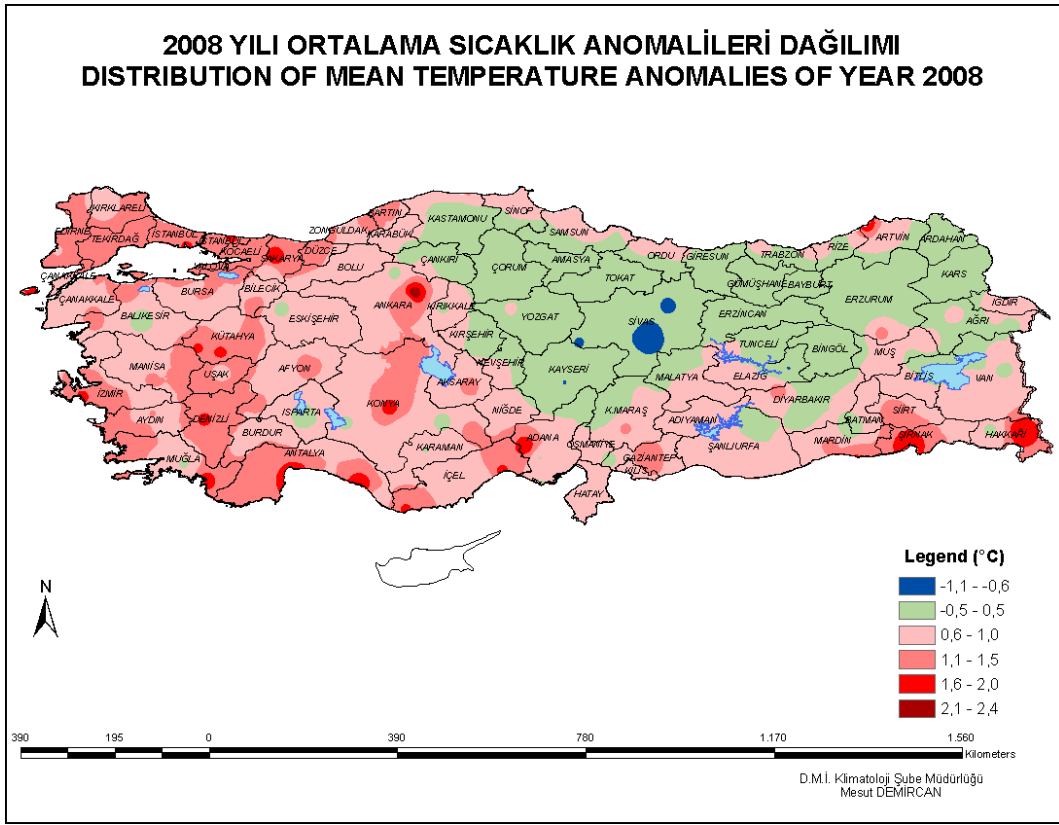 2008 YILI ORTALAMA SICAKLIK ANOMALİLERİ DAĞILIMI
DISTRIBUTION OF MEAN TEMPERATURE ANOMALIES OF YEAR 2008
KIRKLARELİ
EDİRNE
TEKİRDAĞ
İSTANBUL
İSTANBUL
KOCAELİ
YALOVA
SAKARYA
DÜZCE
ZONGULDAK
BARTIN
KARABÜK
KASTAMONU
SİNOP
SAMSUN
ÇANAKKALE
ÇANAKKALE
BALIKESİR
BURSA
BİLECİK
BOLU
ÇANKIRI
ÇORUM
AMASYA
TOKAT
ORDU
GİRESUN
TRABZON
RİZE
ARTVİN
ARDAHAN
KARS
IĞDIR
AĞRI
GÜMÜŞHANE
BAYBURT
ERZURUM
ERZİNCAN
ESKİŞEHİR
ANKARA
KIRIKKALE
KIRŞEHİR
YOZGAT
SİVAS
TUNCELİ
BİNGÖL
MUŞ
BİTLİS
VAN
KÜTAHYA
MANİSA
UŞAK
AFYON
NEVŞEHİR
KAYSERİ
MALATYA
ELAZIĞ
DİYARBAKIR
BATMAN
SİİRT
ŞIRNAK
HAKKARİ
İZMİR
AYDIN
DENİZLİ
ISPARTA
BURDUR
KONYA
AKSARAY
NİĞDE
K.MARAŞ
ADIYAMAN
ŞANLIURFA
MARDİN
MUĞLA
ANTALYA
KARAMAN
İÇEL
ADANA
OSMANİYE
GAZİANTEP
KİLİS
HATAY
N
Legend (°C)
-1,1 - -0,6
-0,5 - 0,5
0,6 - 1,0
1,1 - 1,5
1,6 - 2,0
2,1 - 2,4
390 195 0 390 780 1.170 1.560
Kilometers
D.M.İ. Klimatoloji Şube Müdürlüğü
Mesut DEMİRCAN